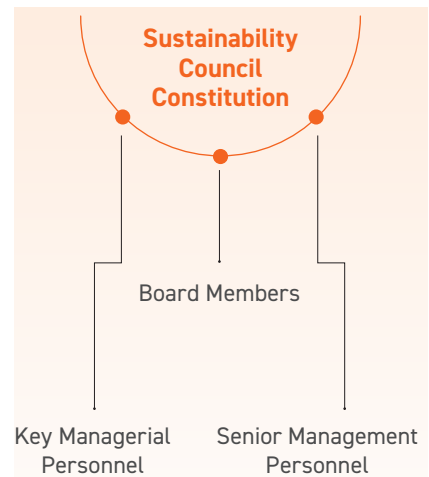 Sustainability
Council
Constitution
Board Members
Key Managerial
Personnel
Senior Management
Personnel